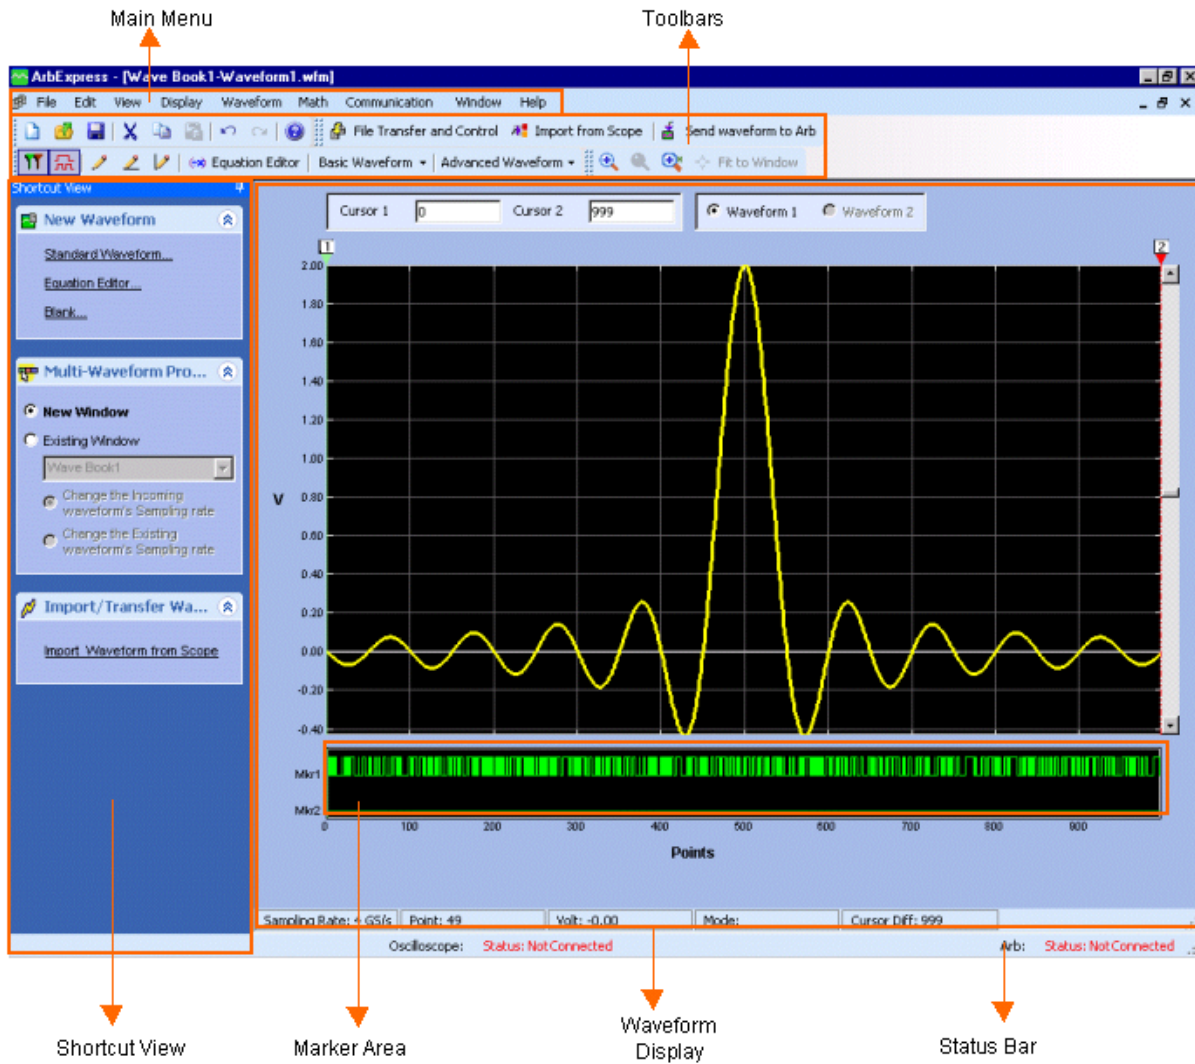 Main Menu
Toolbars
ArbExpress - [Wave Book1-Waveform1.wfm]
File Edit View Display Waveform Math Communication Window Help
File Transfer and Control Import from Scope Send waveform to Arb
Equation Editor Basic Waveform Advanced Waveform Fit to Window
Shortcut View
New Waveform
Standard Waveform...
Equation Editor...
Blank...
Multi-Waveform Pro...
New Window
Existing Window
Wave Book1
Change the Incoming
waveform's Sampling rate
Change the Existing
waveform's Sampling rate
Import/Transfer Wa...
Import Waveform from Scope
Cursor 1 0 Cursor 2 999 Waveform 1 Waveform 2
1 2
2.00
1.80
1.60
1.40
1.20
1.00
V 0.80
0.60
0.40
0.20
0.00
-0.20
-0.40
Mkr1
Mkr2
0 100 200 300 400 500 600 700 800 900
Points
Sampling Rate: 4 GS/s Point: 49 Volt: -0.00 Mode: Cursor Diff: 999
Oscilloscope: Status: NotConnected Arb: Status: NotConnected
Shortcut View
Marker Area
Waveform
Display
Status Bar